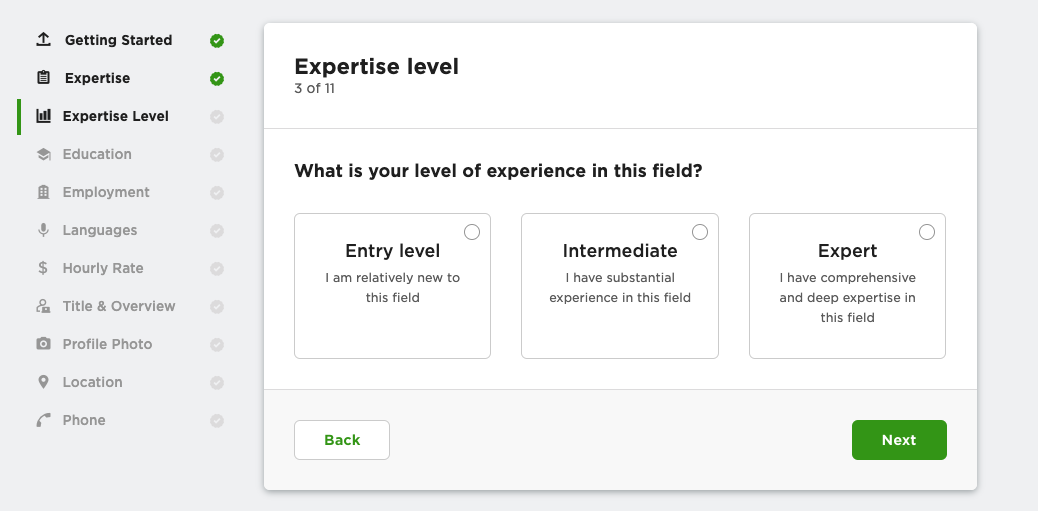 Getting Started
Expertise
Expertise Level
Education
Employment
Languages
$ Hourly Rate
Title & Overview
Profile Photo
Location
Phone
Expertise level
3 of 11
What is your level of experience in this field?
Entry level
I am relatively new to
this field
Intermediate
I have substantial
experience in this field
Expert
I have comprehensive
and deep expertise in
this field
Back
Next